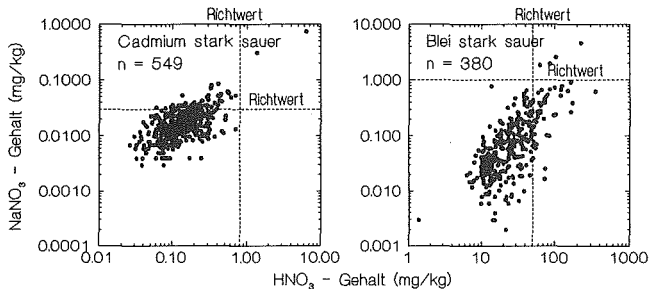 Richtwert
Richtwert
1.0000
Cadmium stark sauer
n = 549
0.1000
Richtwert
0.0100
0.0010
0.0001
0.01
0.10
1.00
10.00
10.000
Blei stark sauer
n = 380
1.000
Richtwert
0.100
0.010
0.001
1
10
100
1000
NaNO₃ – Gehalt (mg/kg)
HNO₃ – Gehalt (mg/kg)